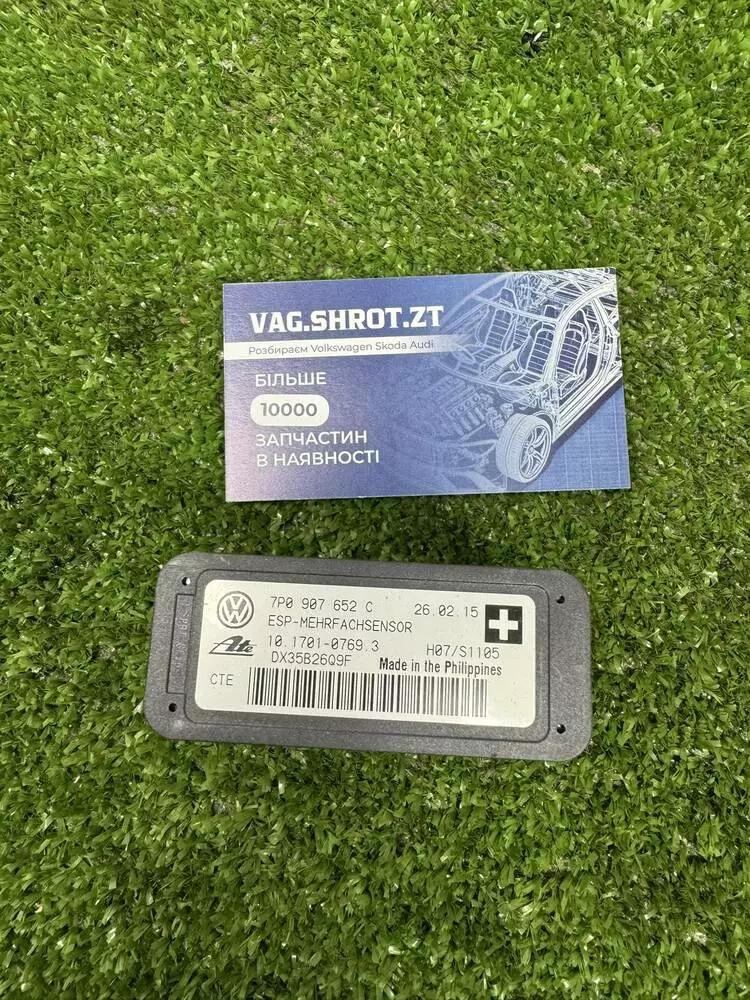 VAG.SHROT.ZT
Розбираєм Volkswagen Skoda Audi
БІЛЬШЕ
10000
ЗАПЧАСТИН
В НАЯВНОСТІ
7P0 907 652 C 26.02.15
ESP-MEHRFACHSENSOR
Ate 10.1701-0769.3 H07/S1105
DX35B26Q9F Made in the Philippines
CTE